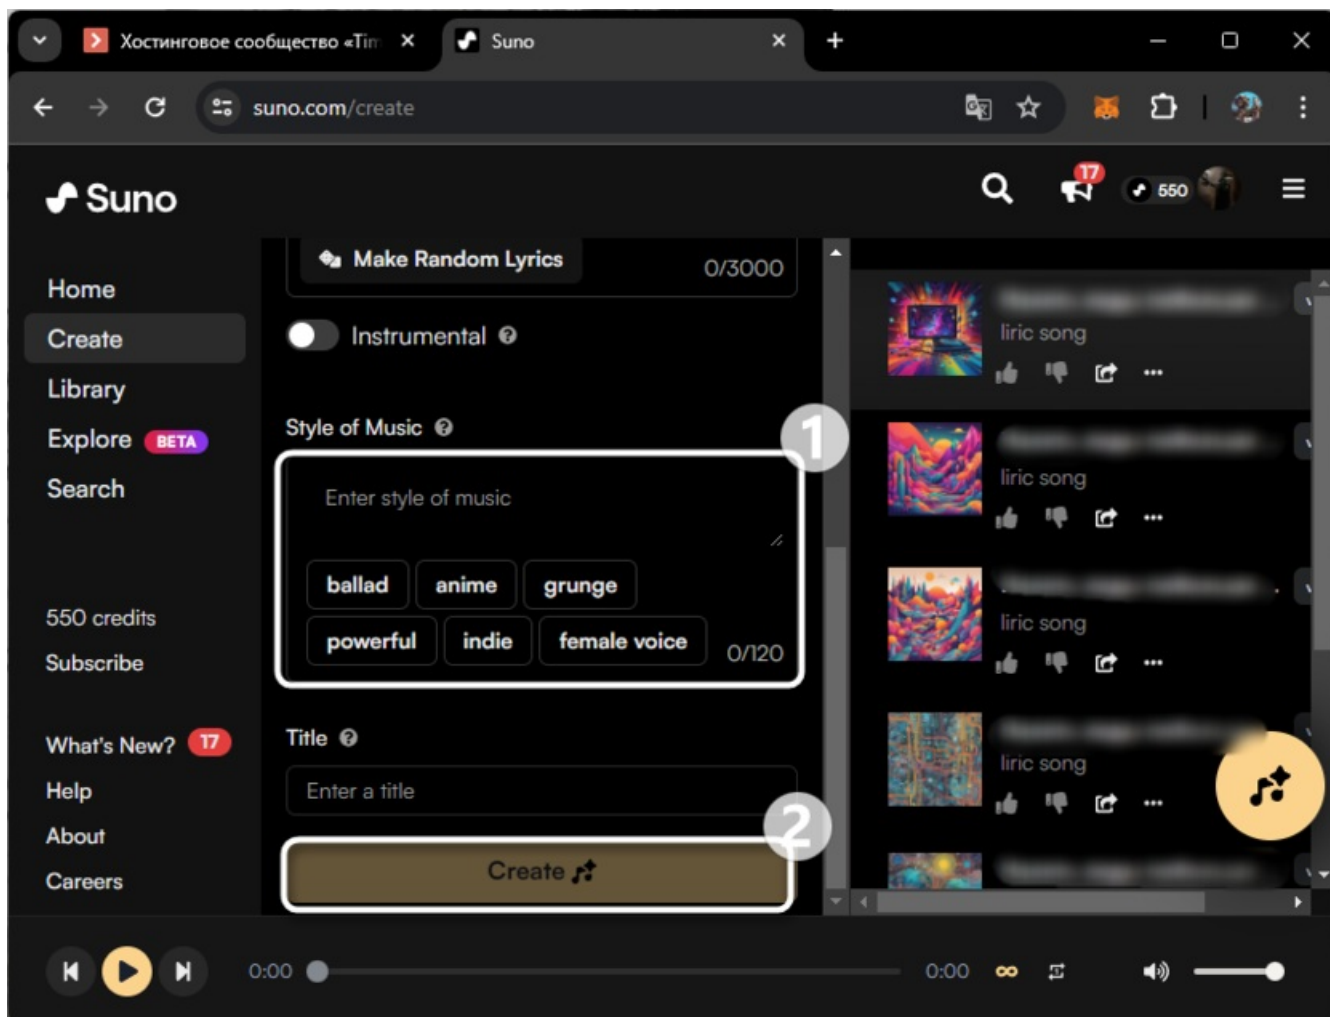 Хостинговое сообщество «Tim
Suno
suno.com/create
Suno
17
550
Home
Create
Library
Explore BETA
Search
550 credits
Subscribe
What's New? 17
Help
About
Careers
Make Random Lyrics
0/3000
Instrumental
Style of Music
1
Enter style of music
ballad anime grunge
powerful indie female voice
0/120
Title
Enter a title
2
Create
liric song
liric song
liric song
liric song
0:00
0:00